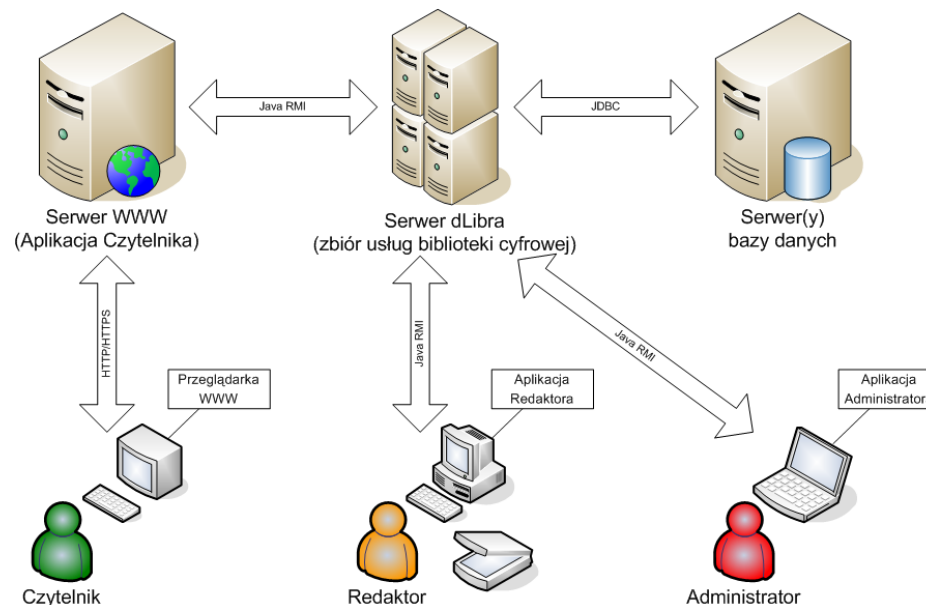 Java RMI
JDBC
Serwer WWW
(Aplikacja Czytelnika)
Serwer dLibra
(zbiór usług biblioteki cyfrowej)
Serwer(y)
bazy danych
HTTP/HTTPS
Java RMI
Java RMI
Przeglądarka
WWW
Aplikacja
Redaktora
Aplikacja
Administratora
Czytelnik
Redaktor
Administrator